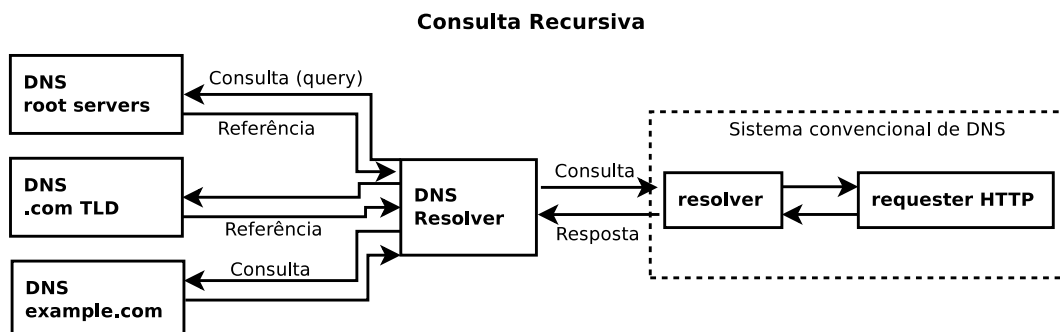 Consulta Recursiva
DNS
root servers
Consulta (query)
Referência
DNS
.com TLD
Referência
Consulta
DNS
example.com
DNS
Resolver
Consulta
Resposta
Sistema convencional de DNS
resolver
requester HTTP